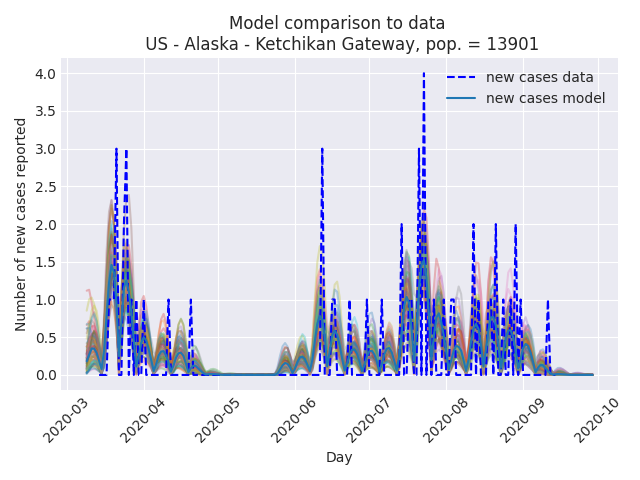 Model comparison to data
US - Alaska - Ketchikan Gateway, pop. = 13901
new cases data
new cases model
Number of new cases reported
4.0
3.5
3.0
2.5
2.0
1.5
1.0
0.5
0.0
2020-03
2020-04
2020-05
2020-06
2020-07
2020-08
2020-09
2020-10
Day